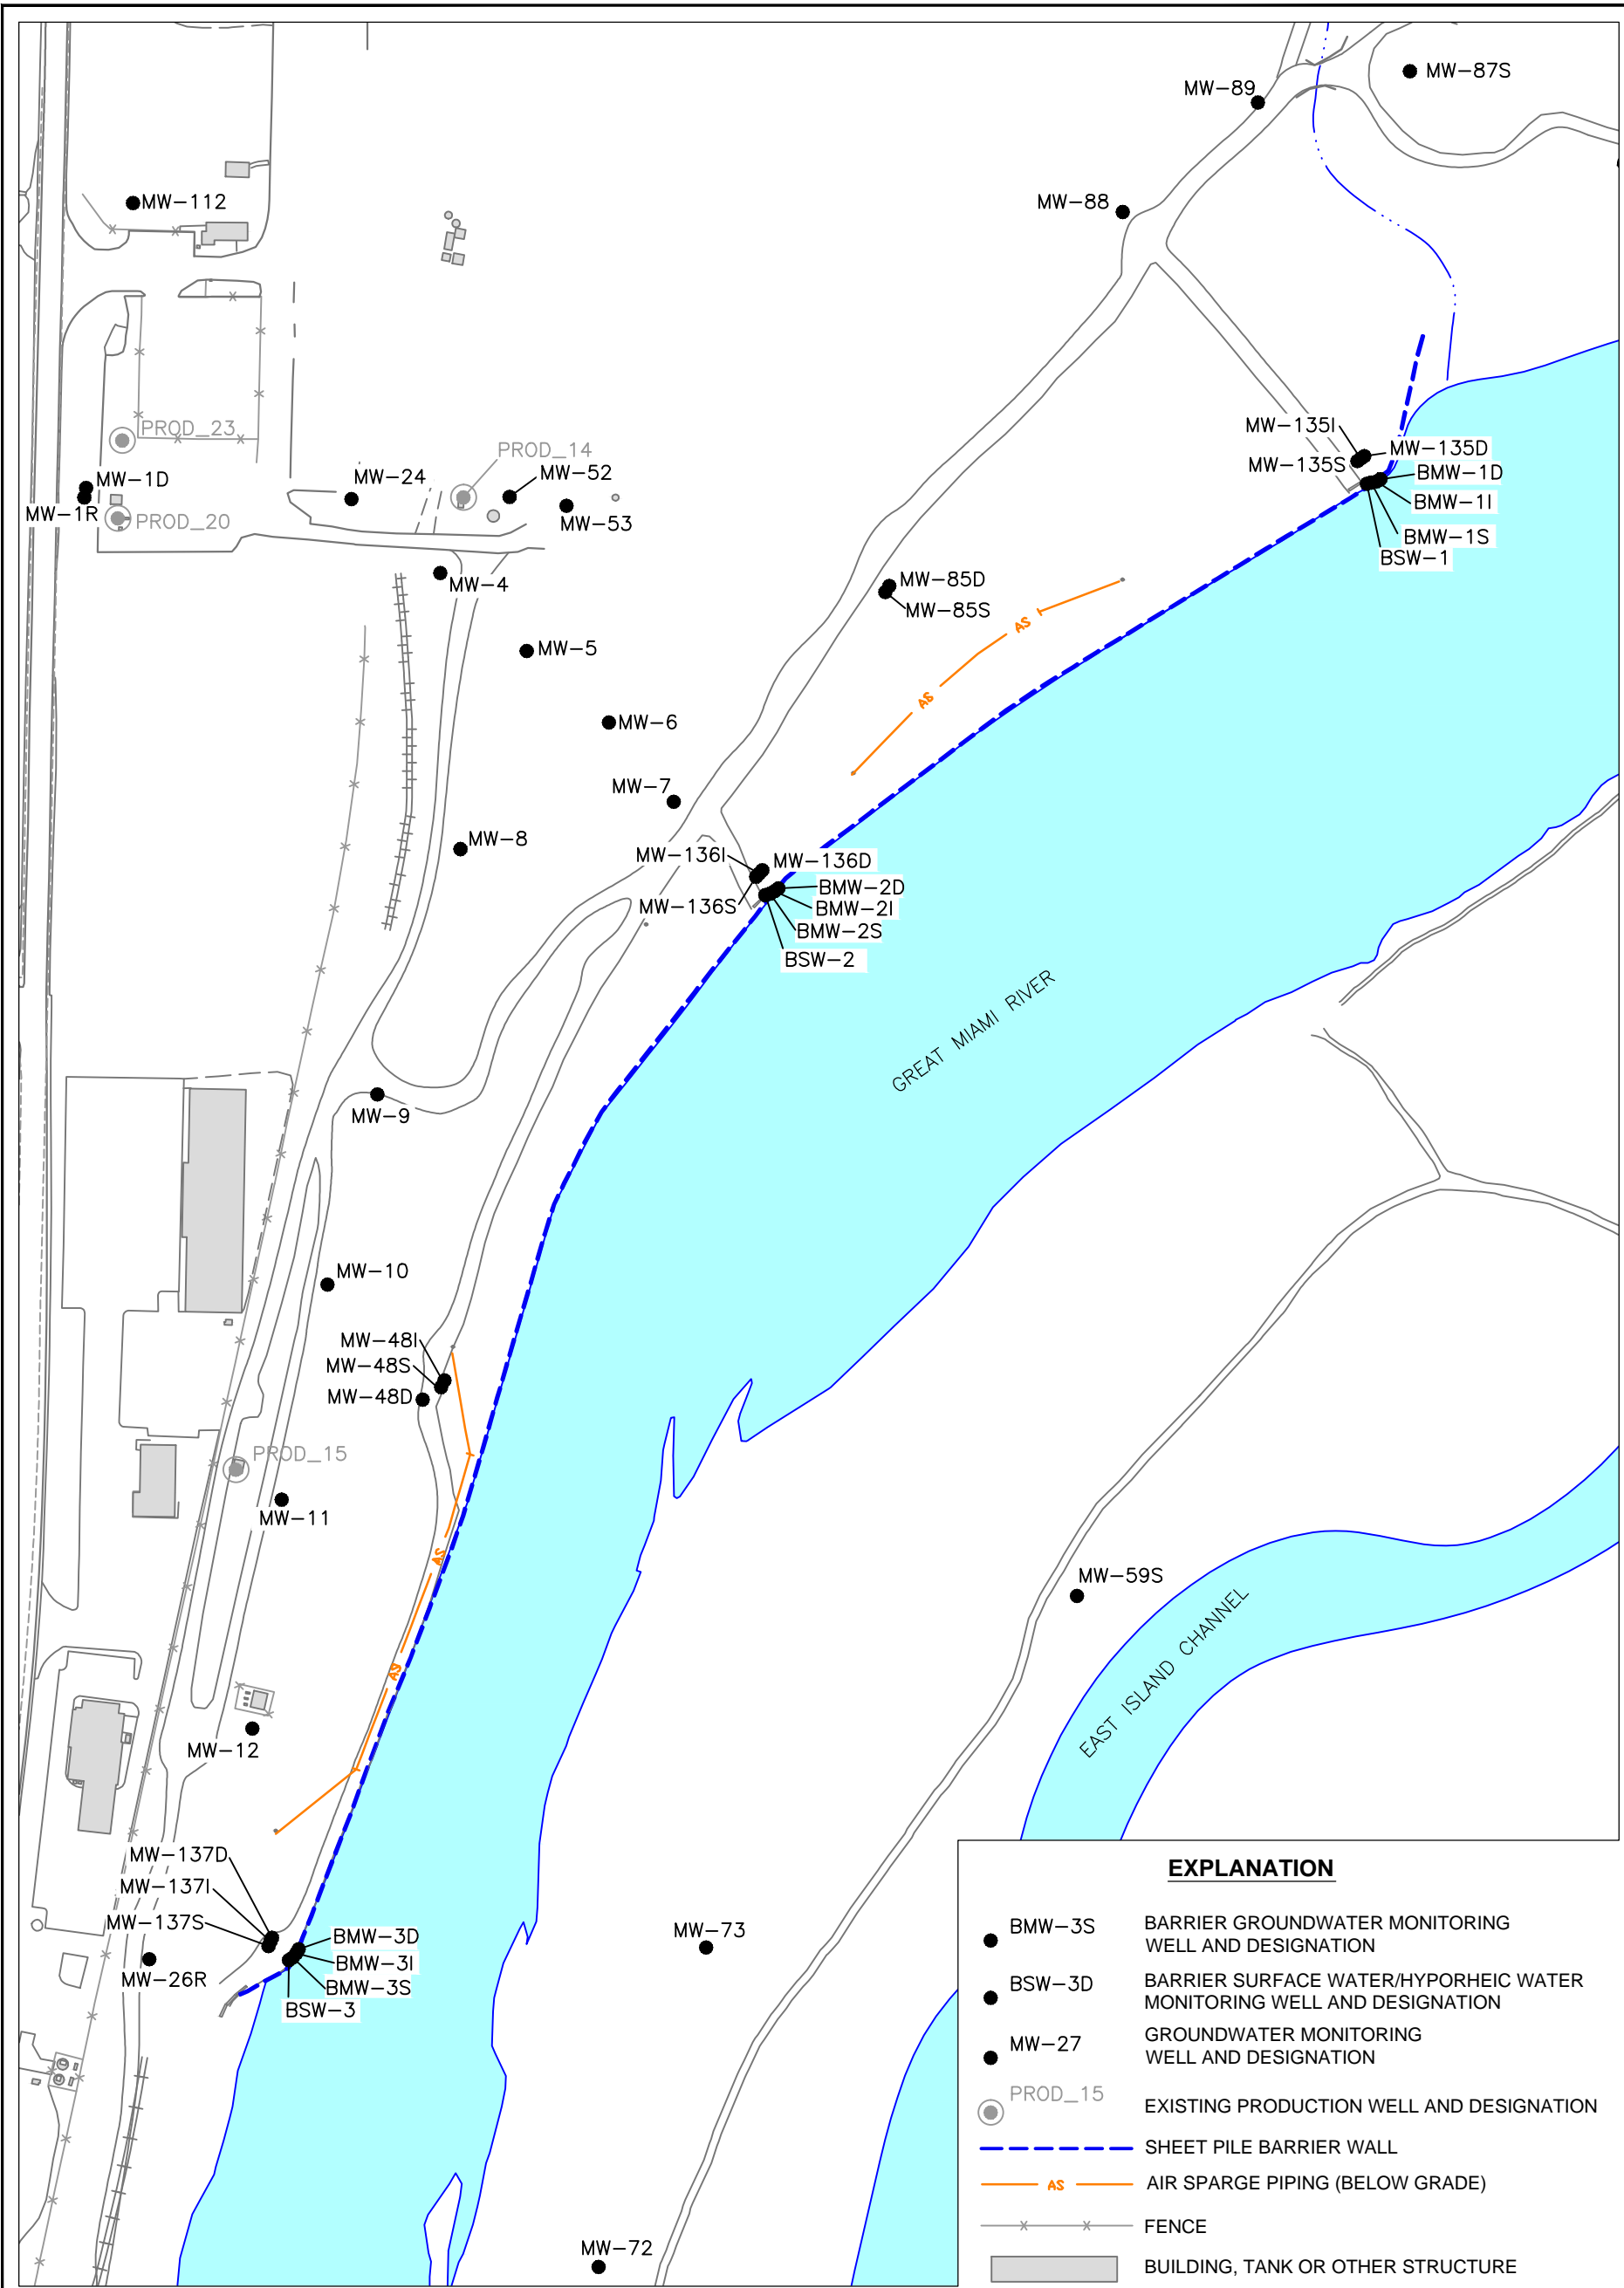 MW-87S
MW-89
MW-112
MW-88
PROD_23
MW-135I
MW-135D
MW-135S
BMW-1D
BMW-1I
BMW-1S
BSW-1
PROD_14
MW-1D
MW-24
MW-52
MW-1R
PROD_20
MW-53
MW-4
MW-85D
MW-85S
AS
MW-5
AS
MW-6
MW-7
MW-8
MW-136I
MW-136D
BMW-2D
MW-136S
BMW-2I
BMW-2S
BSW-2
GREAT MIAMI RIVER
MW-9
MW-10
MW-48I
MW-48S
MW-48D
PROD_15
MW-11
AS
MW-59S
EAST ISLAND CHANNEL
AS
MW-12
MW-137D
MW-137I
MW-137S
MW-26R
BMW-3D
BMW-3I
BMW-3S
BSW-3
MW-73
MW-72
EXPLANATION
BMW-3S BARRIER GROUNDWATER MONITORING
WELL AND DESIGNATION
BSW-3D BARRIER SURFACE WATER/HYPORHEIC WATER
MONITORING WELL AND DESIGNATION
MW-27 GROUNDWATER MONITORING
WELL AND DESIGNATION
PROD_15 EXISTING PRODUCTION WELL AND DESIGNATION
SHEET PILE BARRIER WALL
AS AIR SPARGE PIPING (BELOW GRADE)
FENCE
BUILDING, TANK OR OTHER STRUCTURE